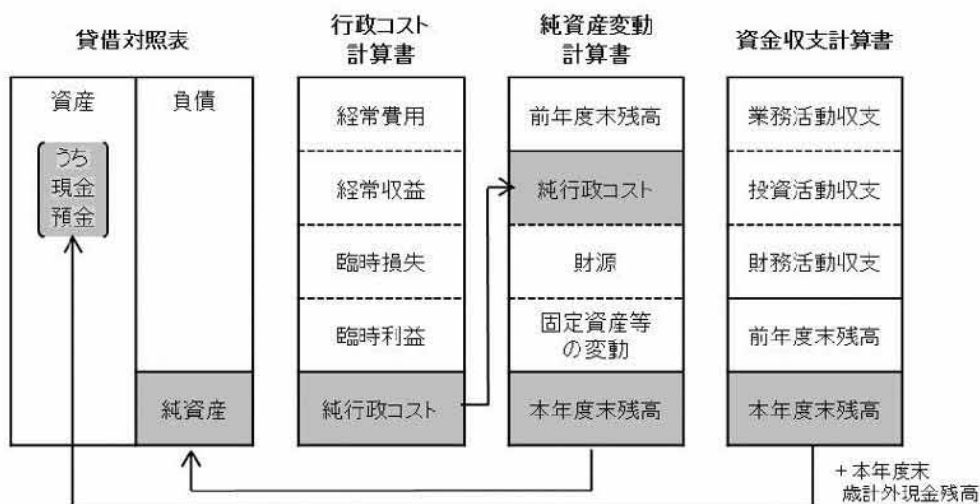 貸借対照表
資産
うち
現金
預金
負債
純資産
行政コスト
計算書
経常費用
経常収益
臨時損失
臨時利益
純行政コスト
純資産変動
計算書
前年度末残高
純行政コスト
財源
固定資産等
の変動
本年度末残高
資金収支計算書
業務活動収支
投資活動収支
財務活動収支
前年度末残高
本年度末残高
+本年度末
歳計外現金残高